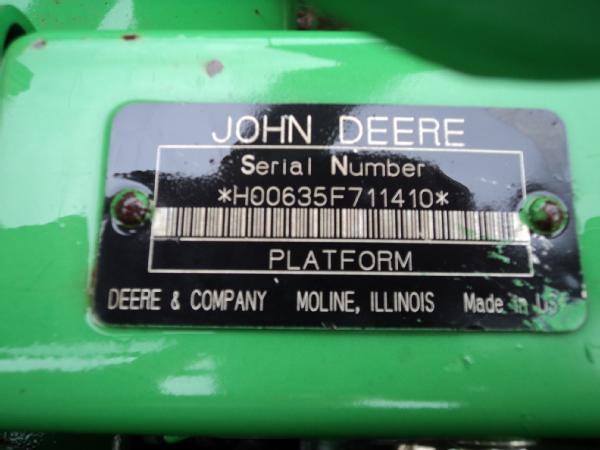 JOHN DEERE
Serial Number
*H00635F711410*
PLATFORM
DEERE & COMPANY MOLINE, ILLINOIS Made in US